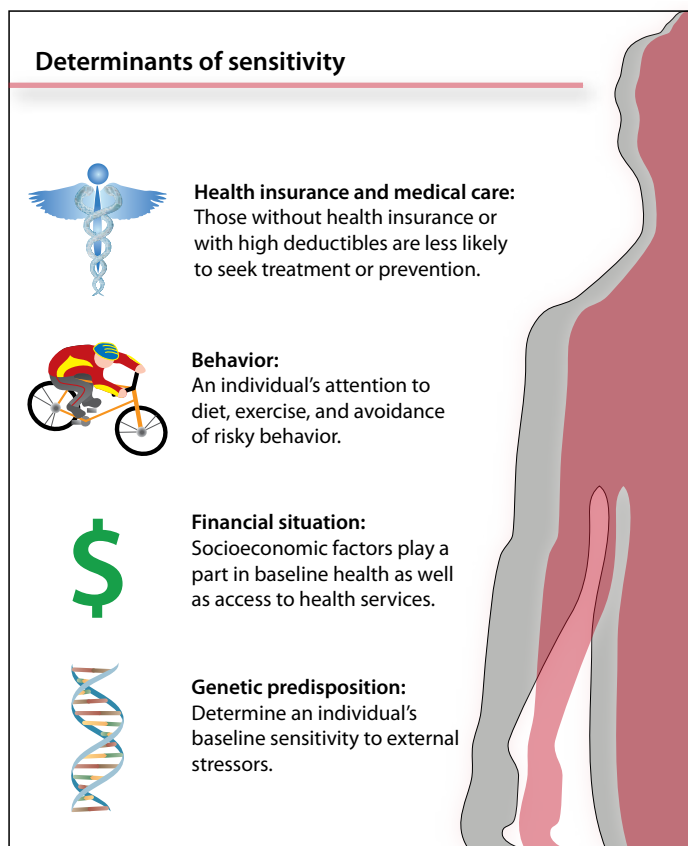 Determinants of sensitivity
Health insurance and medical care:
Those without health insurance or
with high deductibles are less likely
to seek treatment or prevention.
Behavior:
An individual’s attention to
diet, exercise, and avoidance
of risky behavior.
$
Financial situation:
Socioeconomic factors play a
part in baseline health as well
as access to health services.
Genetic predisposition:
Determine an individual’s
baseline sensitivity to external
stressors.